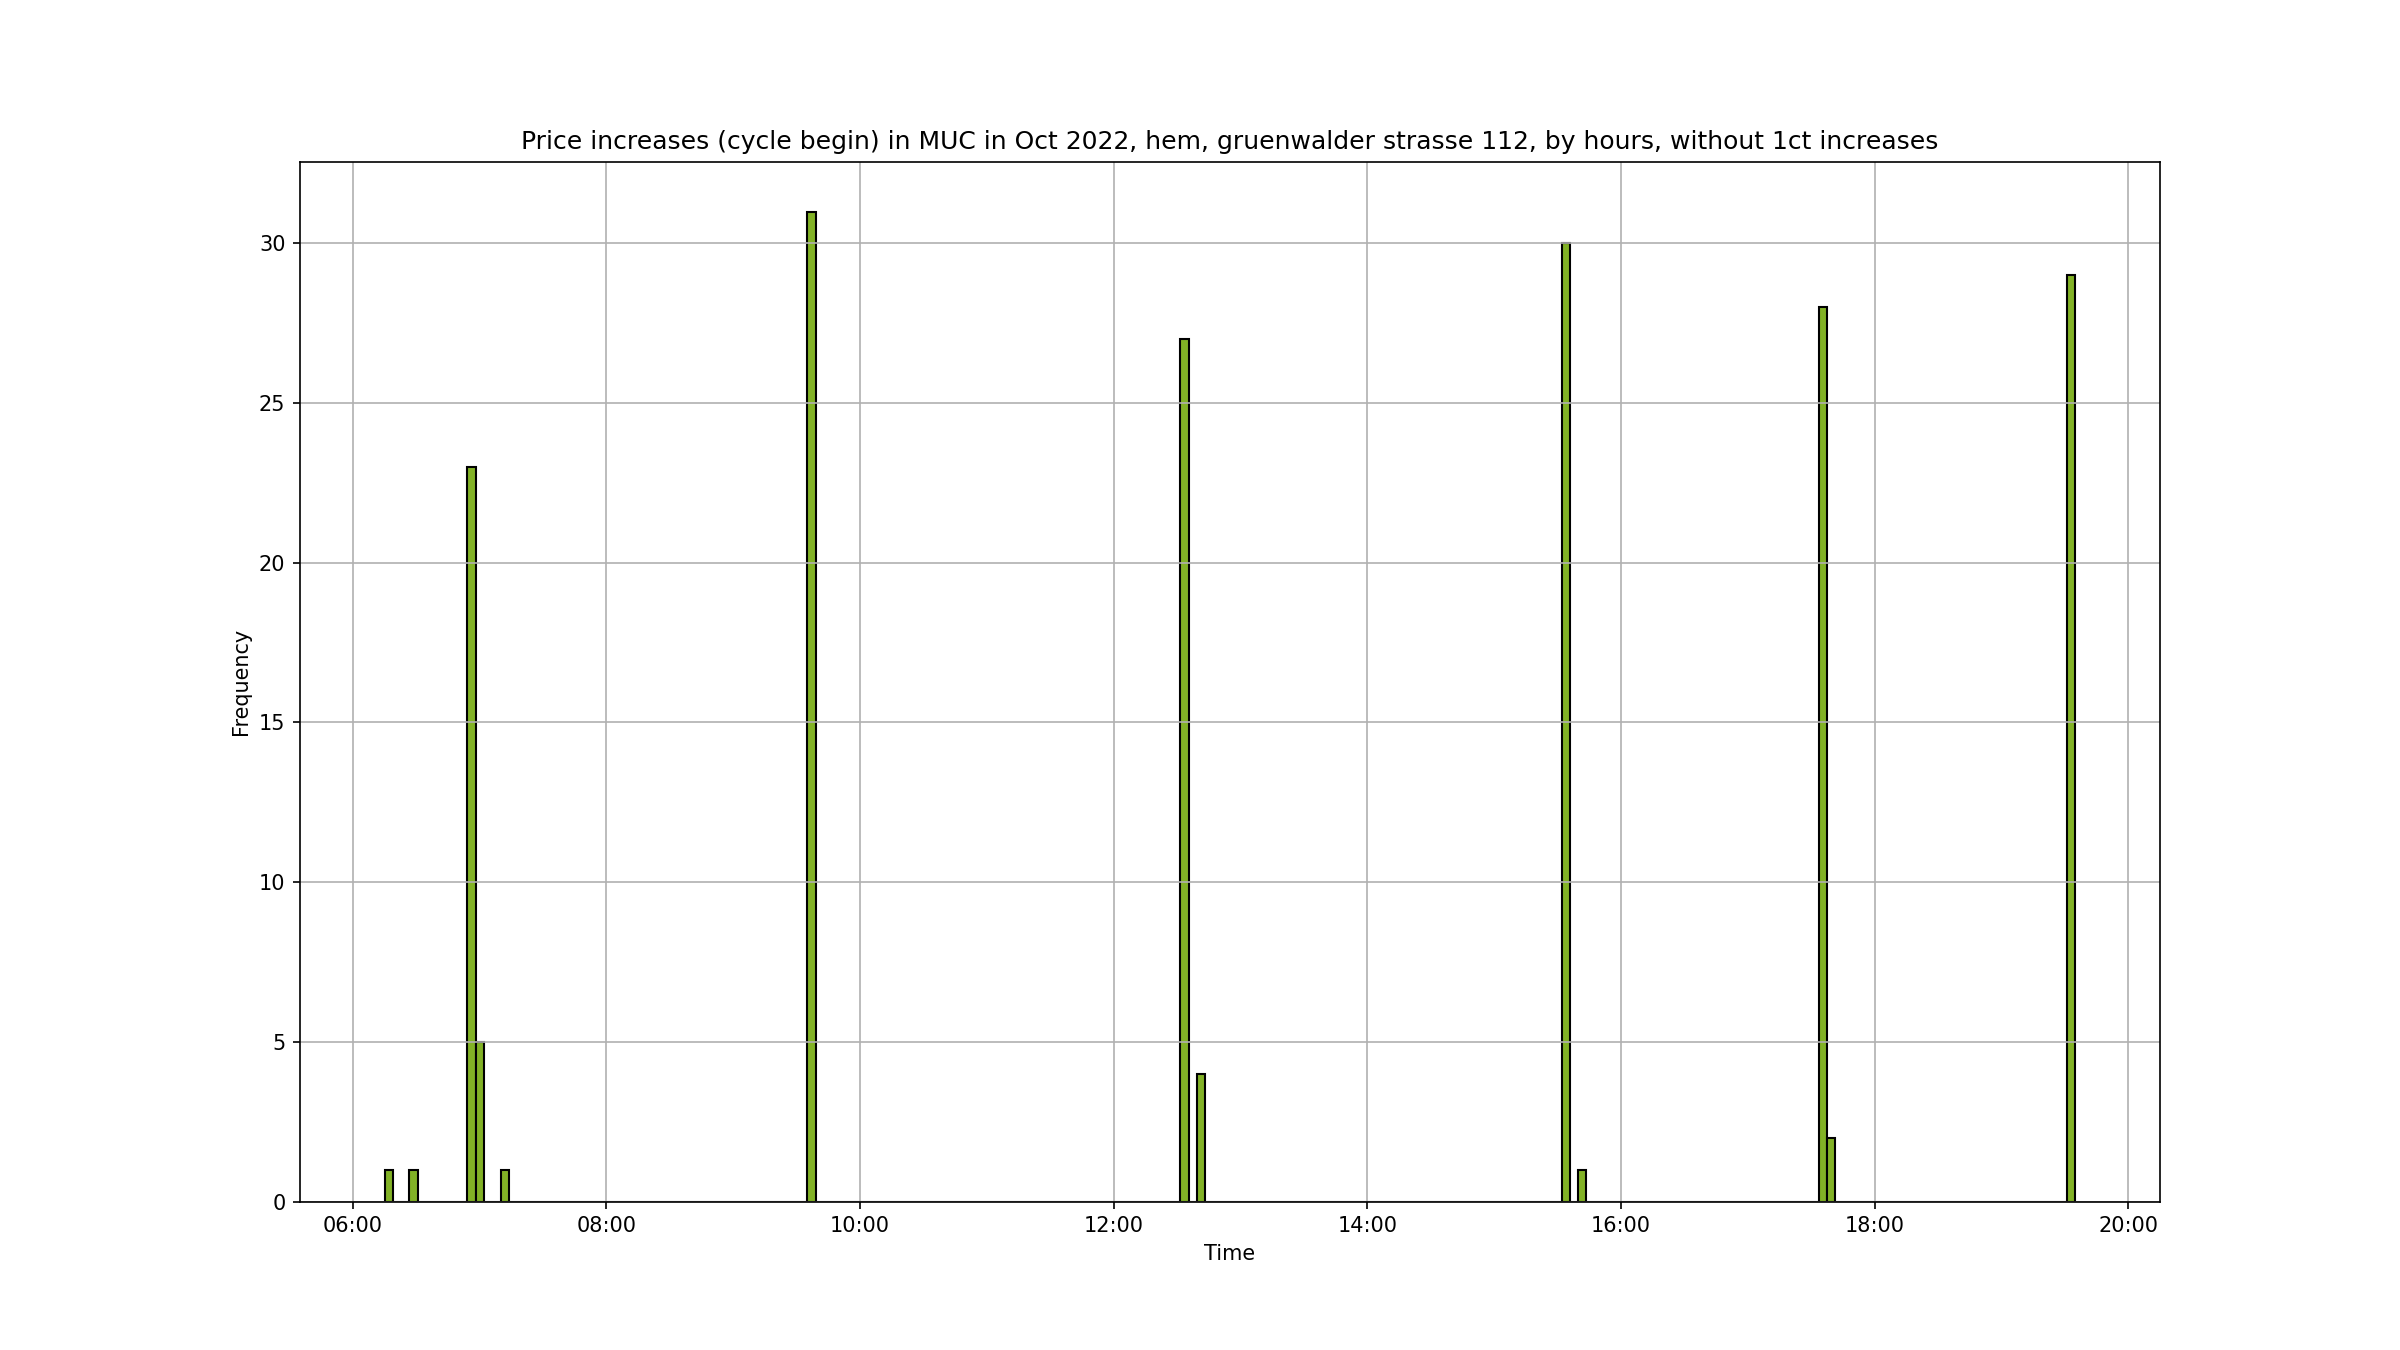 Price increases (cycle begin) in MUC in Oct 2022, hem, gruenwalder strasse 112, by hours, without 1ct increases
Frequency
30
25
20
15
10
5
0
06:00 08:00 10:00 12:00 14:00 16:00 18:00 20:00
Time